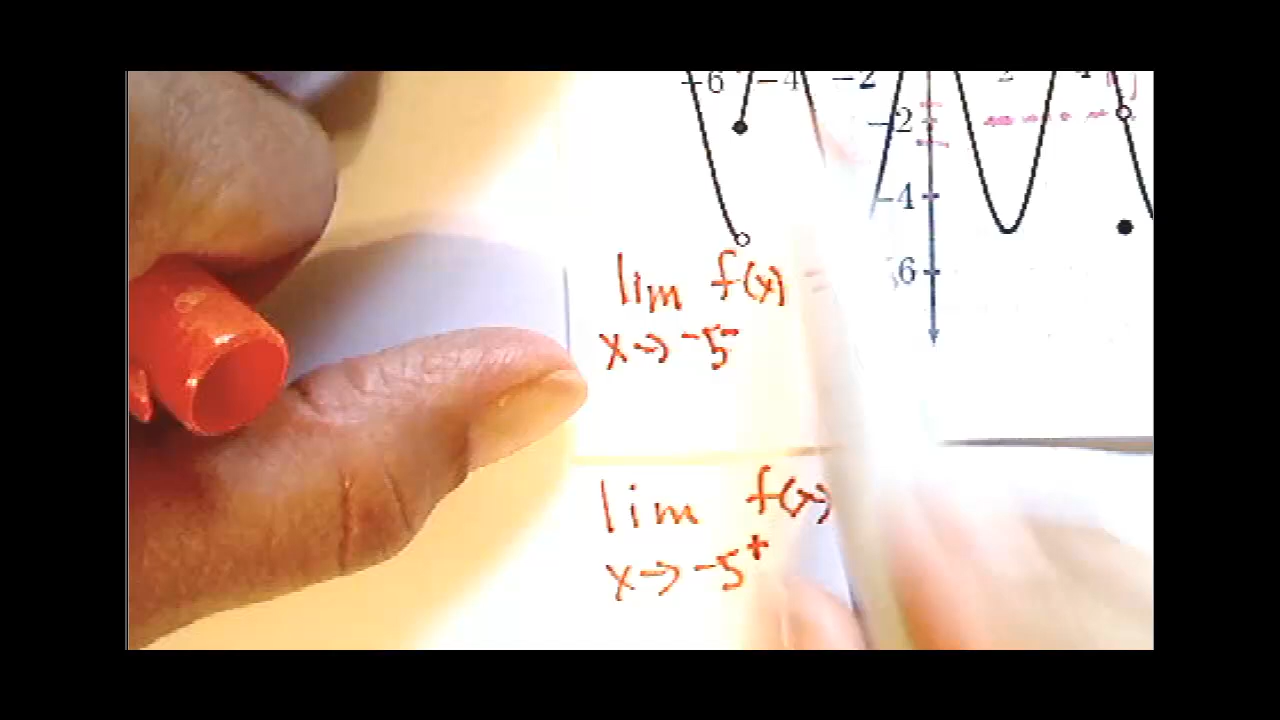 -6 -4 -2 2 4
-2
-4
6
lim f(x) =
x→-5⁻
lim f(x)
x→-5⁺